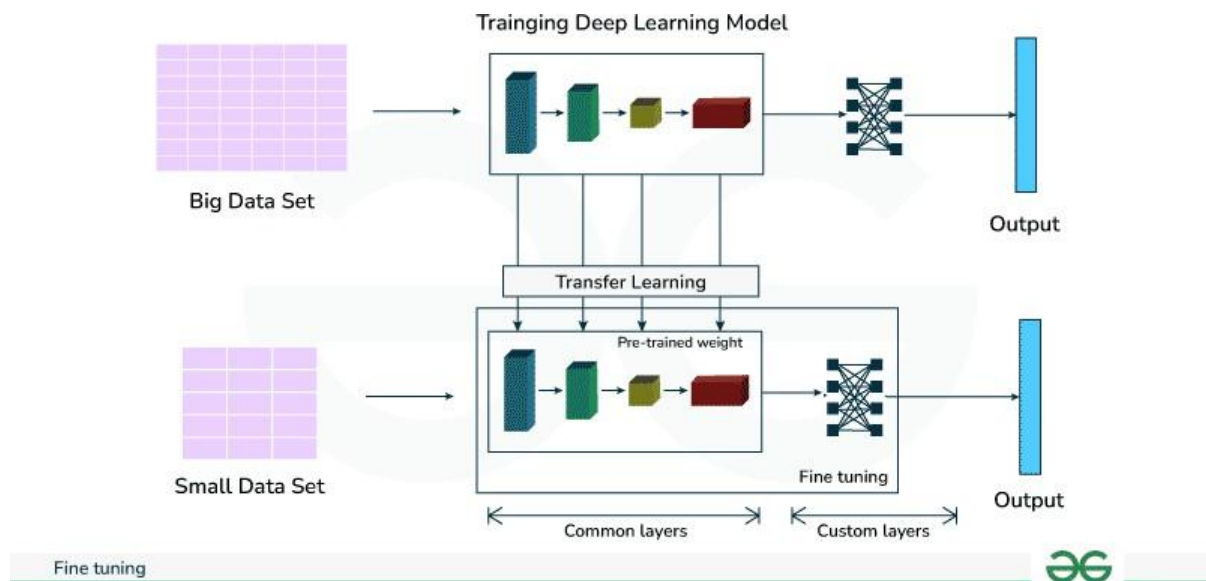 Trainging Deep Learning Model
Big Data Set
Output
Transfer Learning
Pre-trained weight
Small Data Set
Fine tuning
Output
Common layers
Custom layers
Fine tuning